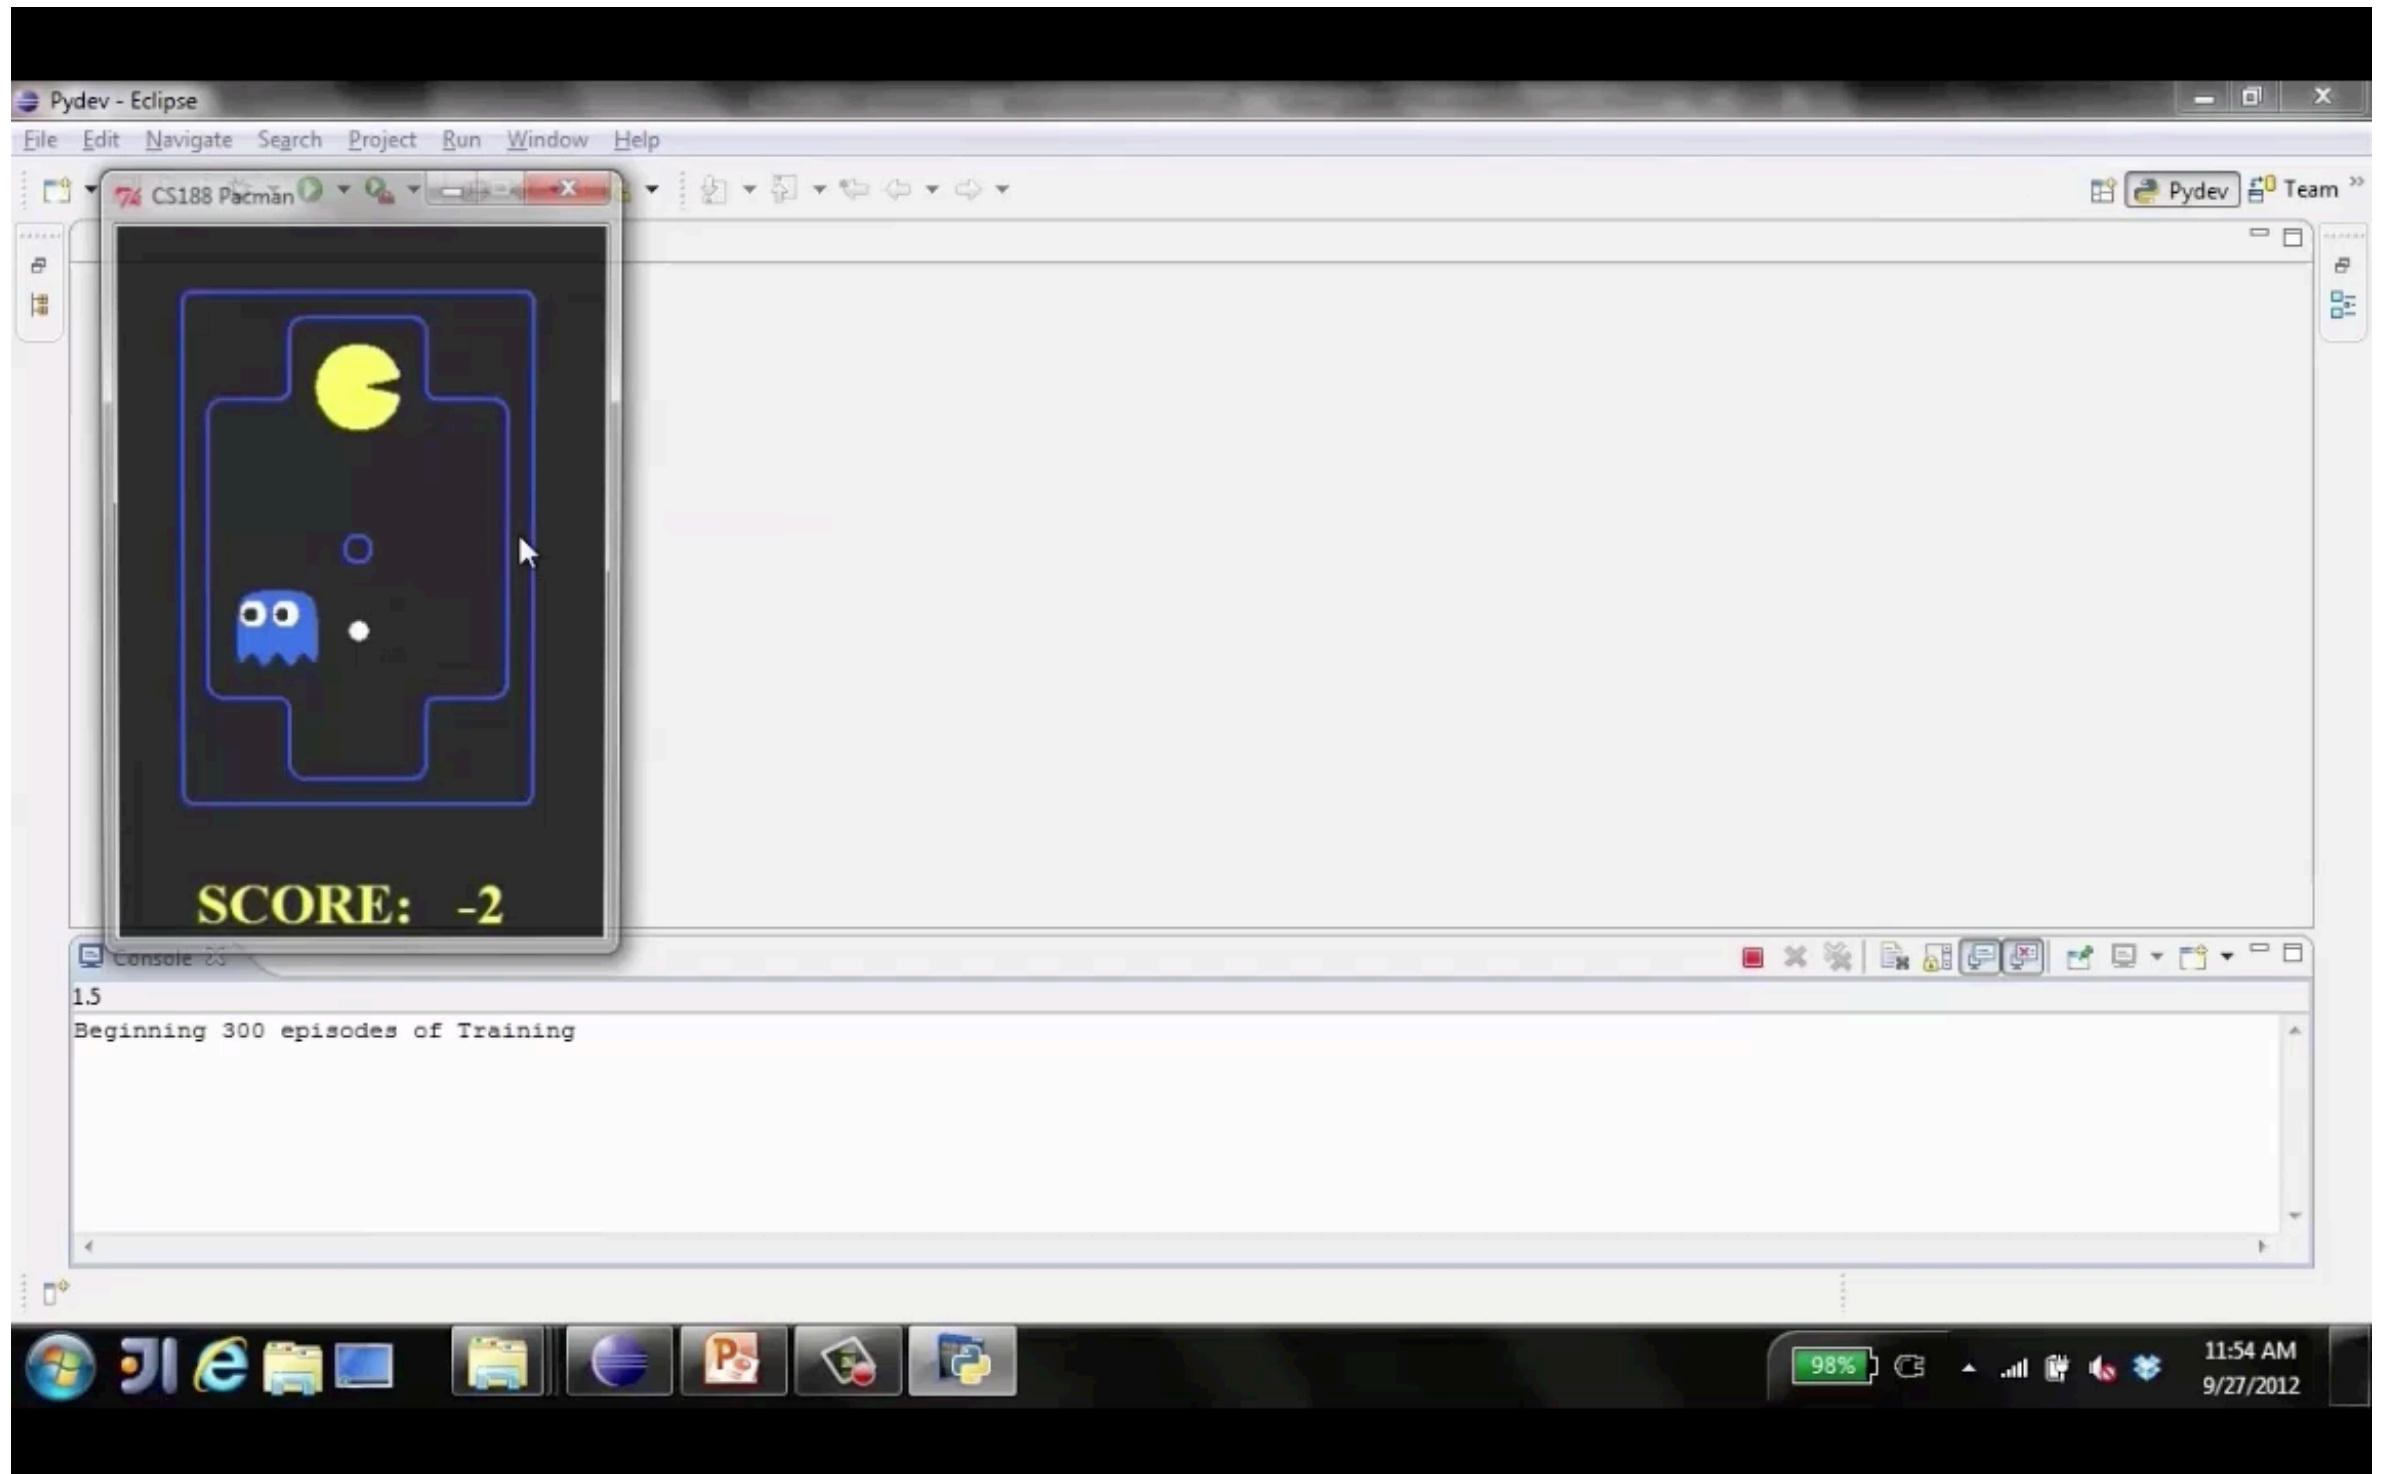 Pydev - Eclipse
File Edit Navigate Search Project Run Window Help
CS188 Pacman
Pydev
Team
SCORE: -2
Console
1.5
Beginning 300 episodes of Training
98%
11:54 AM
9/27/2012